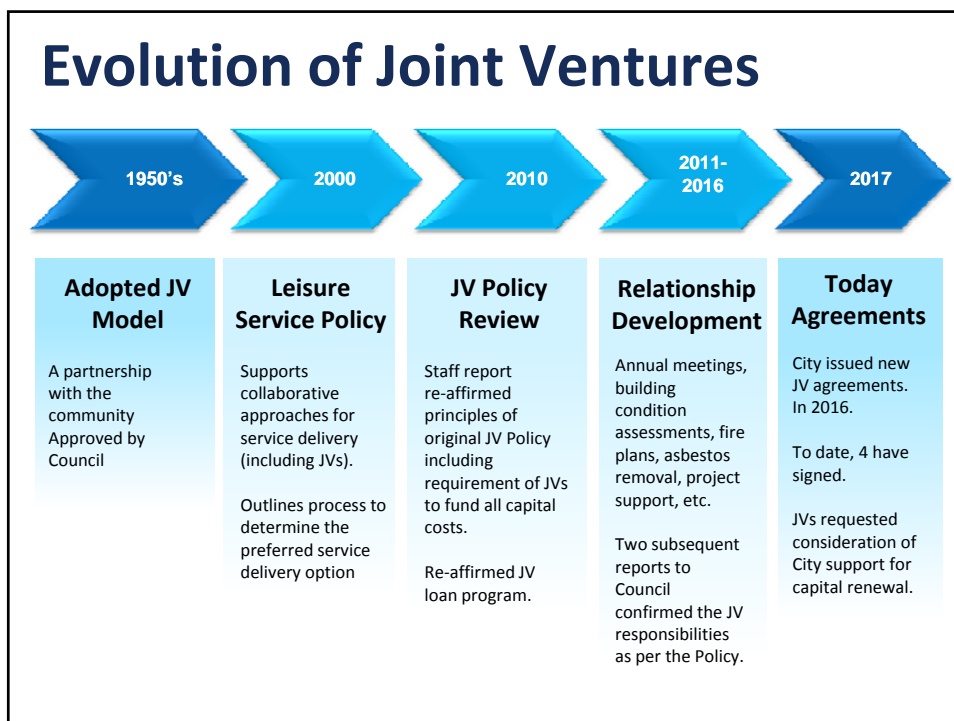 Evolution of Joint Ventures
1950's
2000
2010
2011-
2016
2017
Adopted JV
Model
A partnership
with the
community
Approved by
Council
Leisure
Service Policy
Supports
collaborative
approaches for
service delivery
(including JVs).
Outlines process to
determine the
preferred service
delivery option
JV Policy
Review
Staff report
re-affirmed
principles of
original JV Policy
including
requirement of JVs
to fund all capital
costs.
Re-affirmed JV
loan program.
Relationship
Development
Annual meetings,
building
condition
assessments, fire
plans, asbestos
removal, project
support, etc.
Two subsequent
reports to
Council
confirmed the JV
responsibilities
as per the Policy.
Today
Agreements
City issued new
JV agreements.
In 2016.
To date, 4 have
signed.
JVs requested
consideration of
City support for
capital renewal.